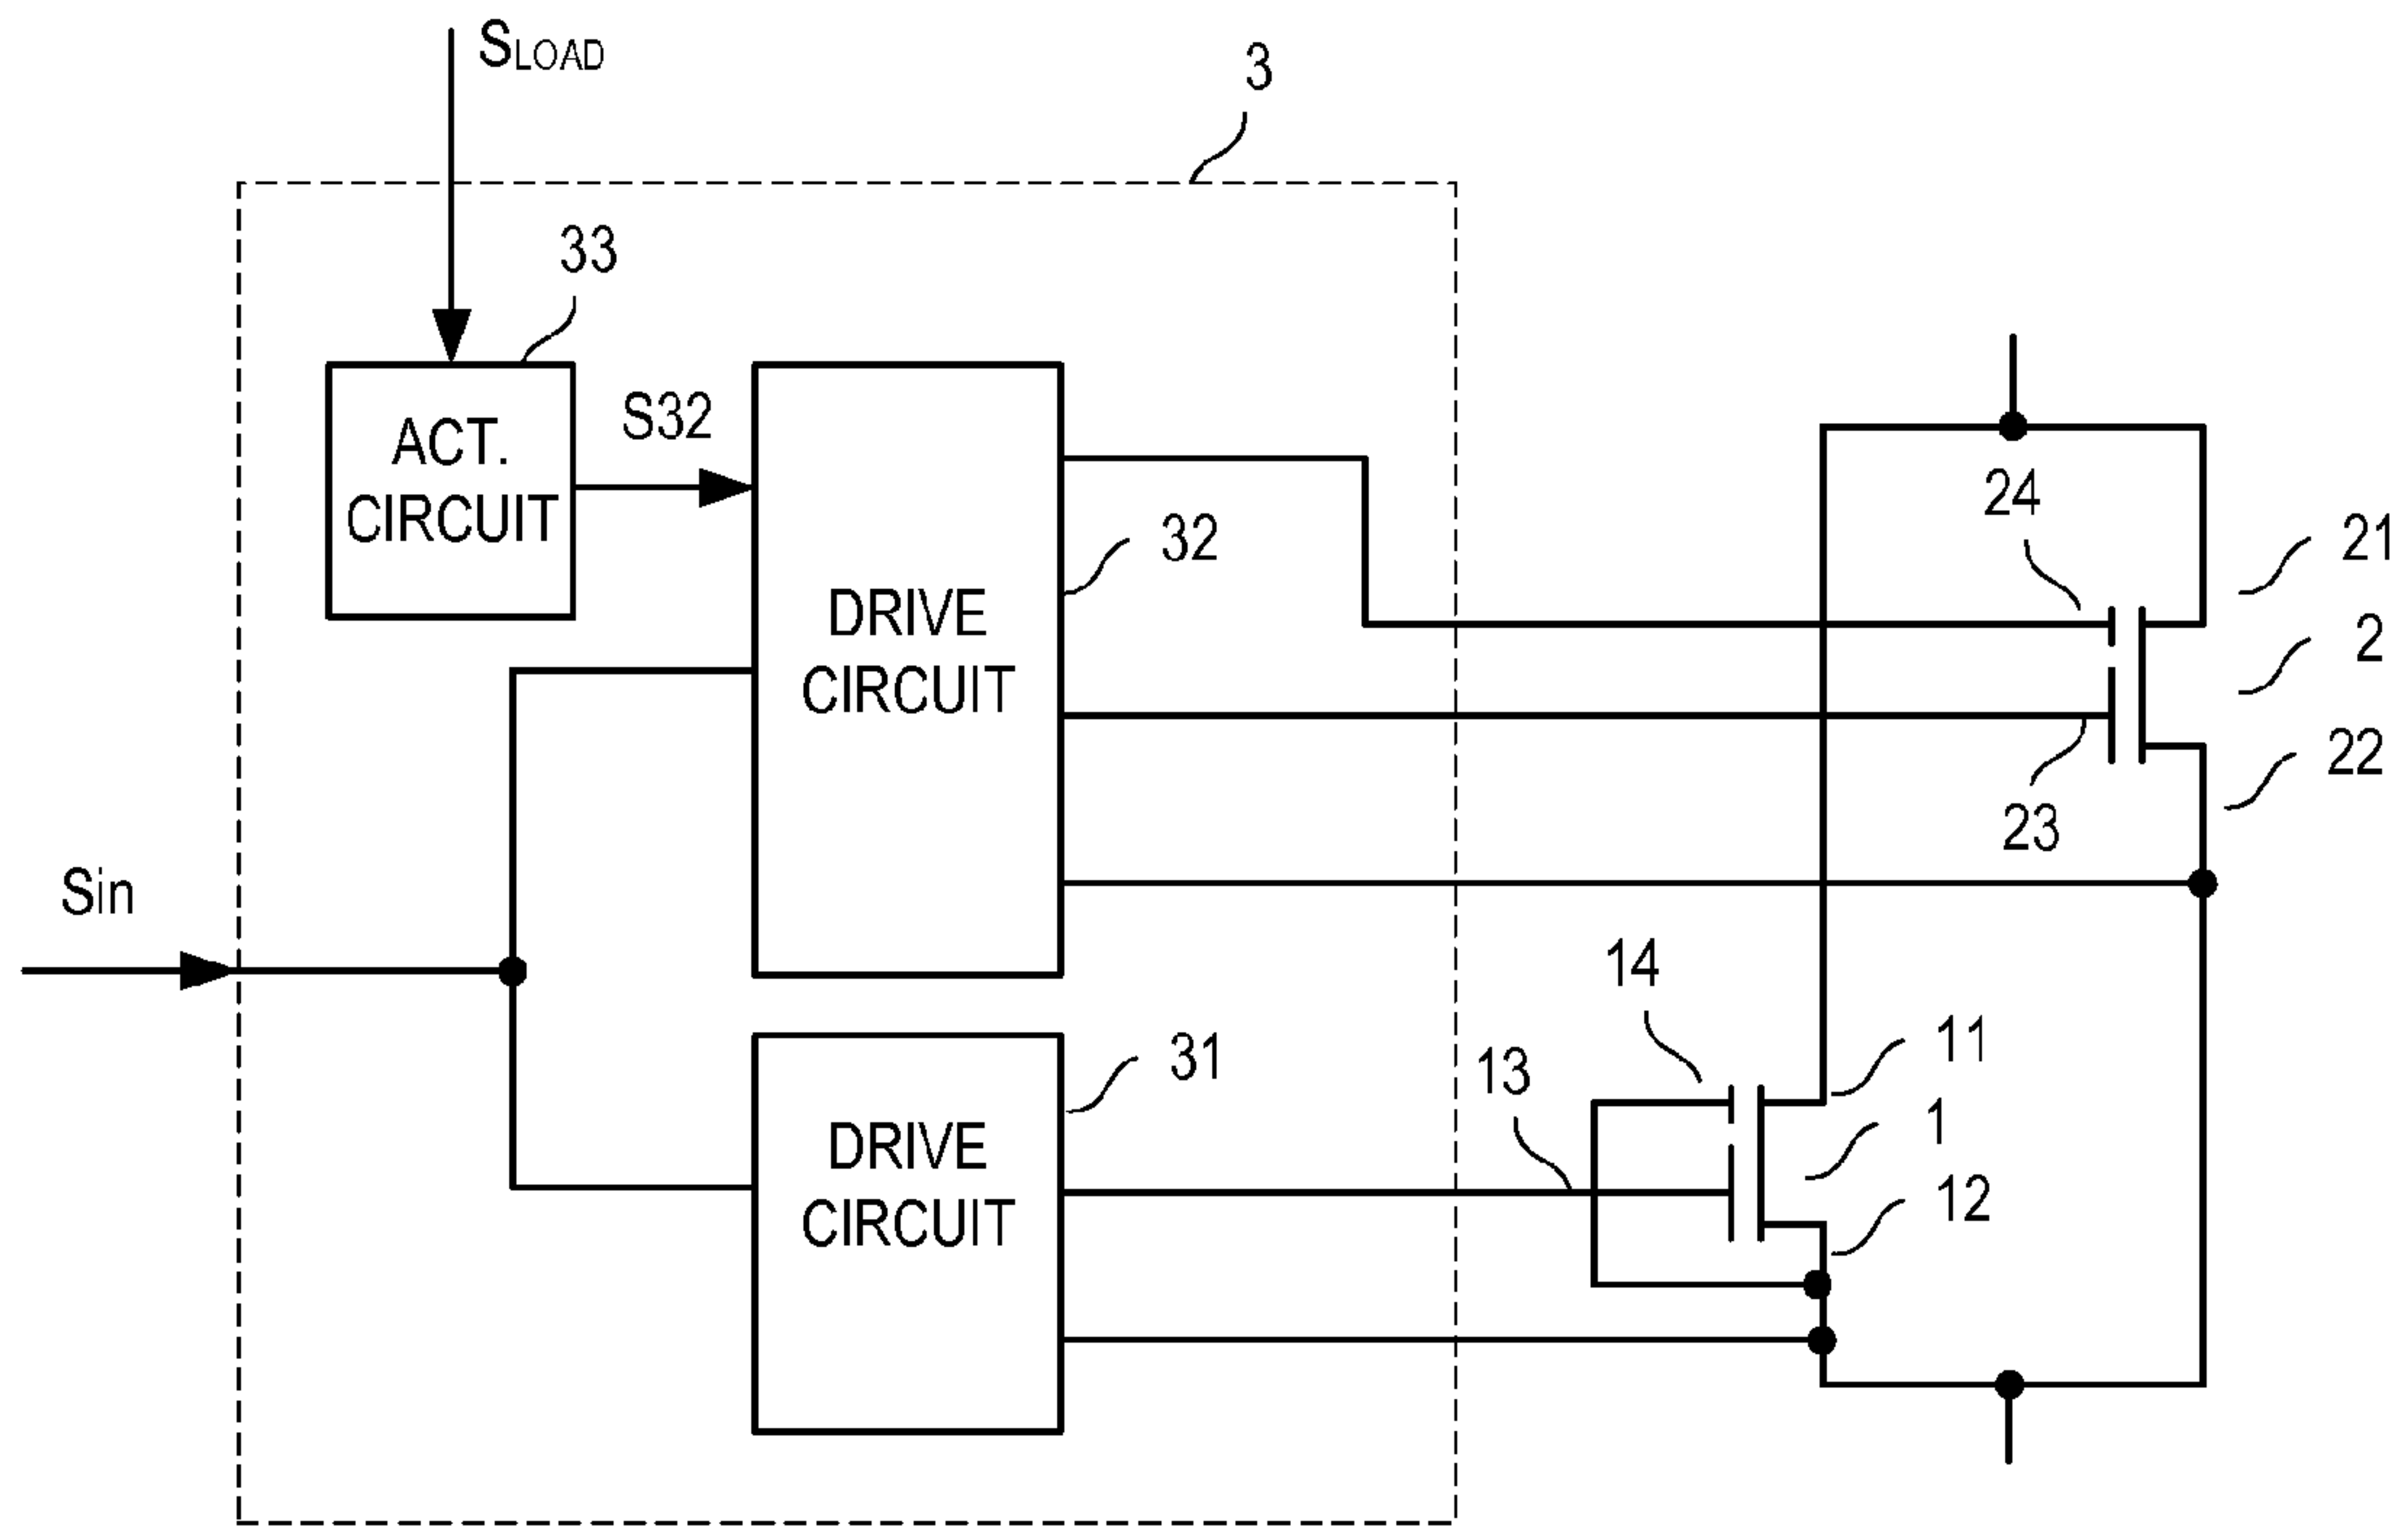 SLOAD
3
33
ACT.
CIRCUIT
S32
DRIVE
CIRCUIT
32
24
21
2
22
23
Sin
14
13
11
1
12
31
DRIVE
CIRCUIT